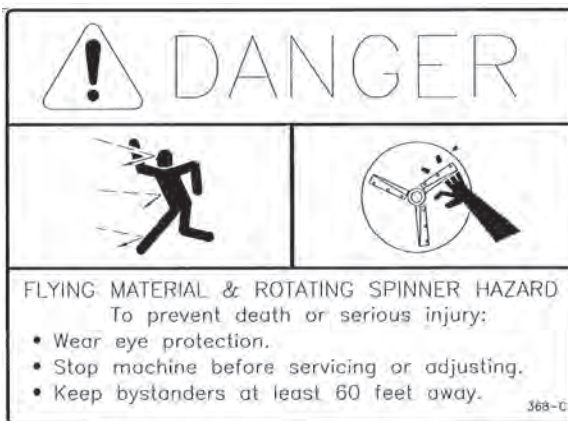 DANGER
FLYING MATERIAL & ROTATING SPINNER HAZARD
To prevent death or serious injury:
• Wear eye protection.
• Stop machine before servicing or adjusting.
• Keep bystanders at least 60 feet away.
368-C